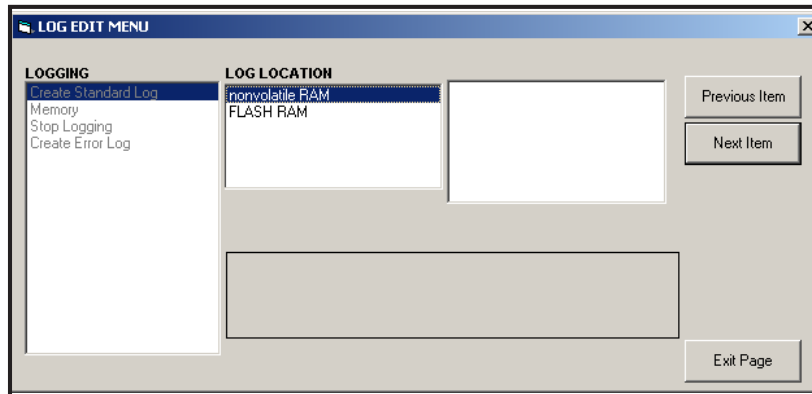 LOG EDIT MENU
LOGGING
Create Standard Log
Memory
Stop Logging
Create Error Log
LOG LOCATION
nonvolatile RAM
FLASH RAM
Previous Item
Next Item
Exit Page